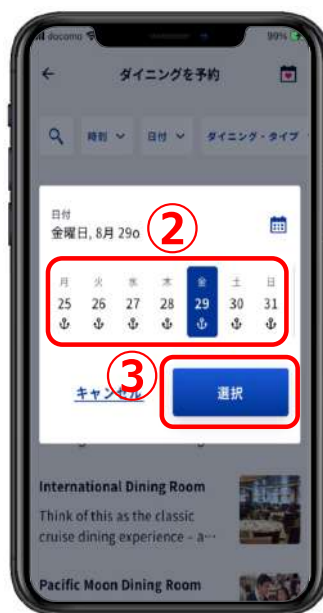 docomo 99%
ダイニングを予約
時刻 日付 ダイニング・タイプ
日付
金曜日, 8月 29o
②
月 火 水 木 金 土 日
25 26 27 28 29 30 31
③
キャンセル 選択
International Dining Room
Think of this as the classic
cruise dining experience – a…
Pacific Moon Dining Room